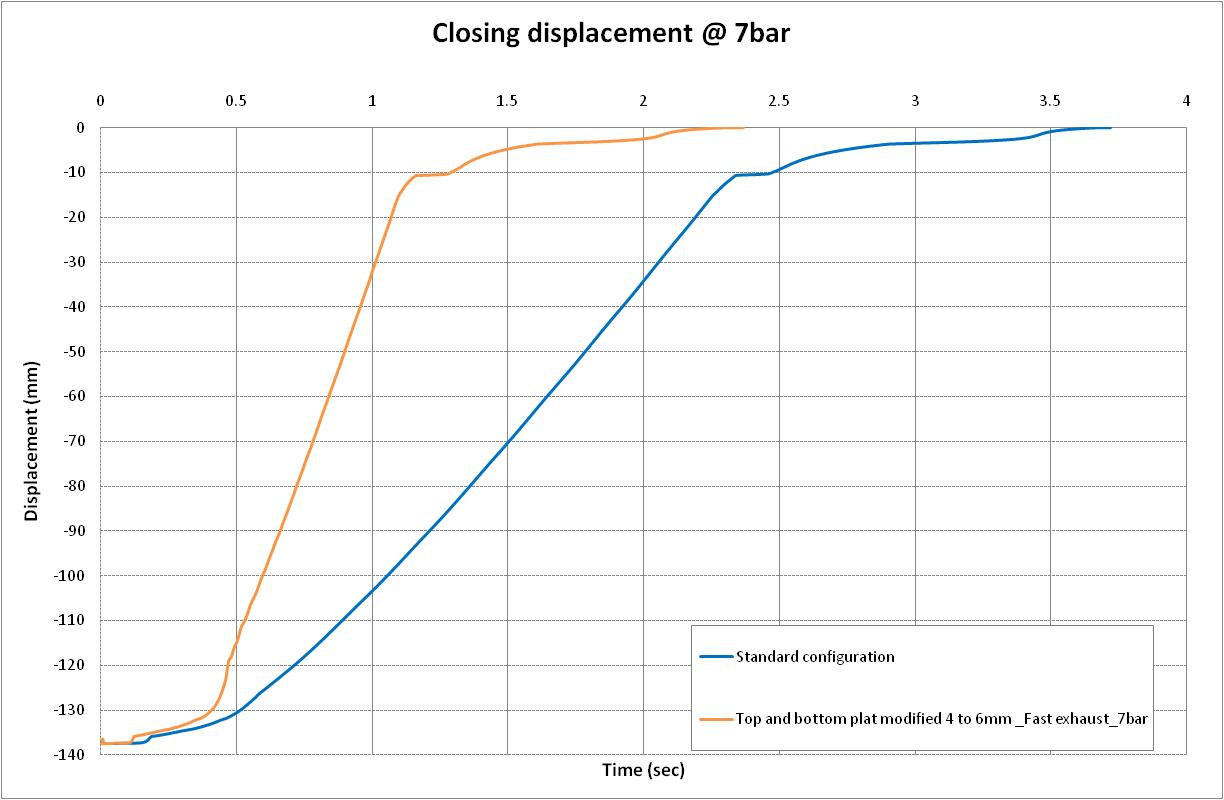 Closing displacement @ 7bar
0 0.5 1 1.5 2 2.5 3 3.5 4
0
-10
-20
-30
-40
-50
-60
-70
-80
-90
-100
-110
-120
-130
-140
Displacement (mm)
Standard configuration
Top and bottom plat modified 4 to 6mm _Fast exhaust_7bar
Time (sec)